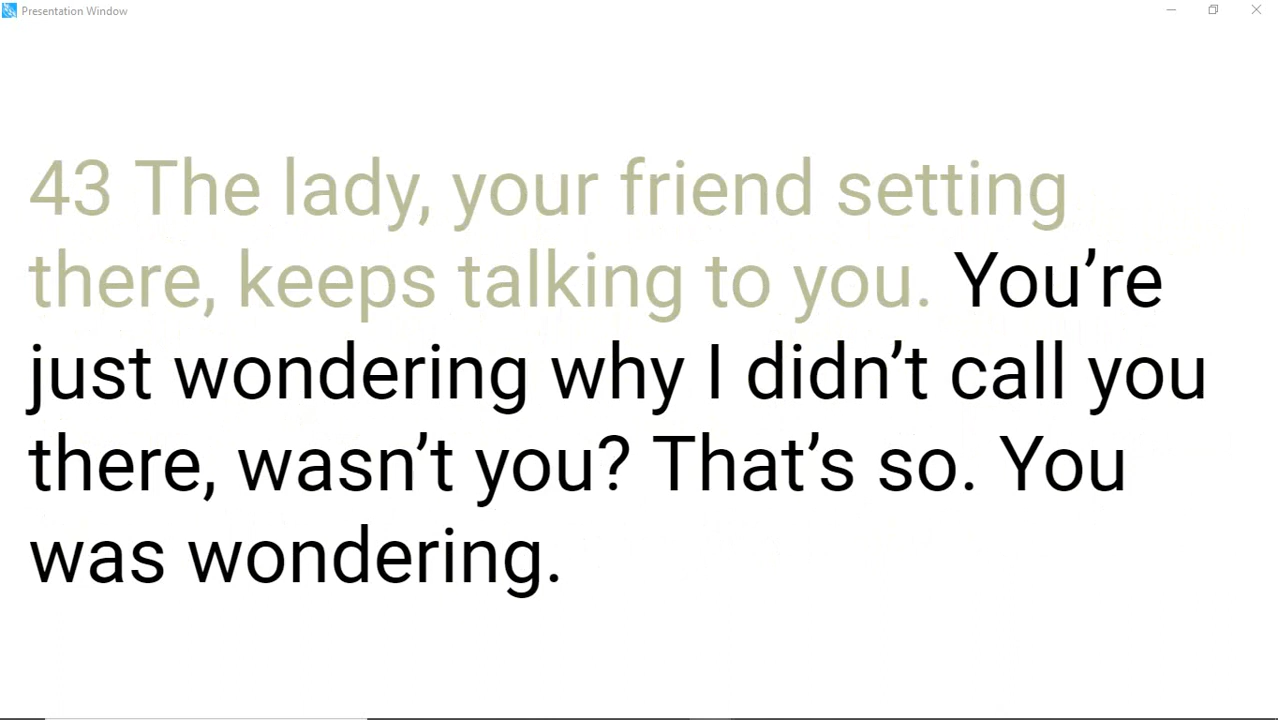 Presentation Window
43 The lady, your friend setting
there, keeps talking to you. You’re
just wondering why I didn’t call you
there, wasn’t you? That’s so. You
was wondering.